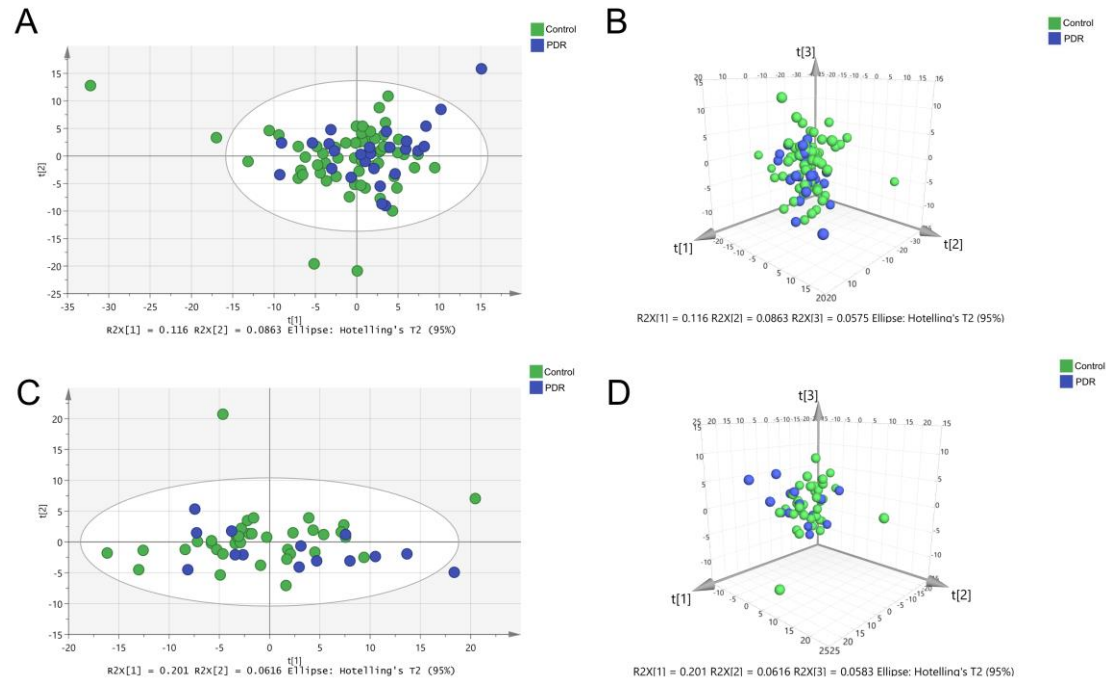 A
Control
PDR
t[2]
15
10
5
0
-5
-10
-15
-20
-25
-35 -30 -25 -20 -15 -10 -5 0 5 10 15
t[1]
R2X[1] = 0.116 R2X[2] = 0.0863 Ellipse: Hotelling's T2 (95%)
B
Control
PDR
t[3]
t[1]
t[2]
2020
R2X[1] = 0.116 R2X[2] = 0.0863 R2X[3] = 0.0575 Ellipse: Hotelling's T2 (95%)
C
Control
PDR
t[2]
20
15
10
5
0
-5
-10
-15
-20 -15 -10 -5 0 5 10 15 20
t[1]
R2X[1] = 0.201 R2X[2] = 0.0616 Ellipse: Hotelling's T2 (95%)
D
Control
PDR
t[3]
t[1]
t[2]
2525
R2X[1] = 0.201 R2X[2] = 0.0616 R2X[3] = 0.0583 Ellipse: Hotelling's T2 (95%)